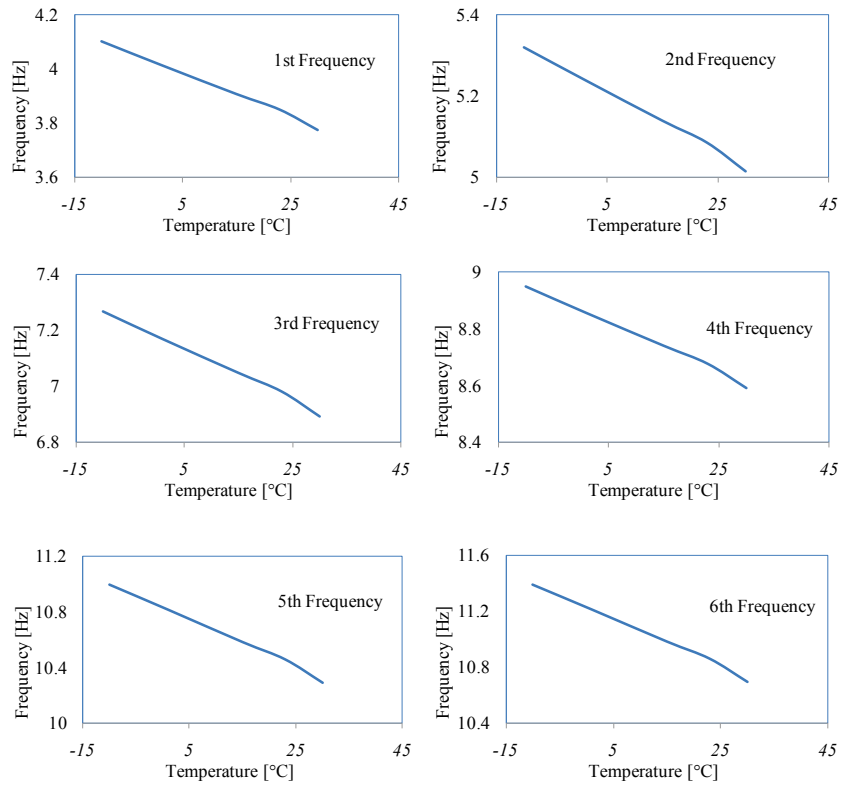 4.2
4
3.8
3.6
-15
5
25
45
Frequency [Hz]
Temperature [°C]
1st Frequency
5.4
5.2
5
-15
5
25
45
Frequency [Hz]
Temperature [°C]
2nd Frequency
7.4
7.2
7
6.8
-15
5
25
45
Frequency [Hz]
Temperature [°C]
3rd Frequency
9
8.8
8.6
8.4
-15
5
25
45
Frequency [Hz]
Temperature [°C]
4th Frequency
11.2
10.8
10.4
10
-15
5
25
45
Frequency [Hz]
Temperature [°C]
5th Frequency
11.6
11.2
10.8
10.4
-15
5
25
45
Frequency [Hz]
Temperature [°C]
6th Frequency